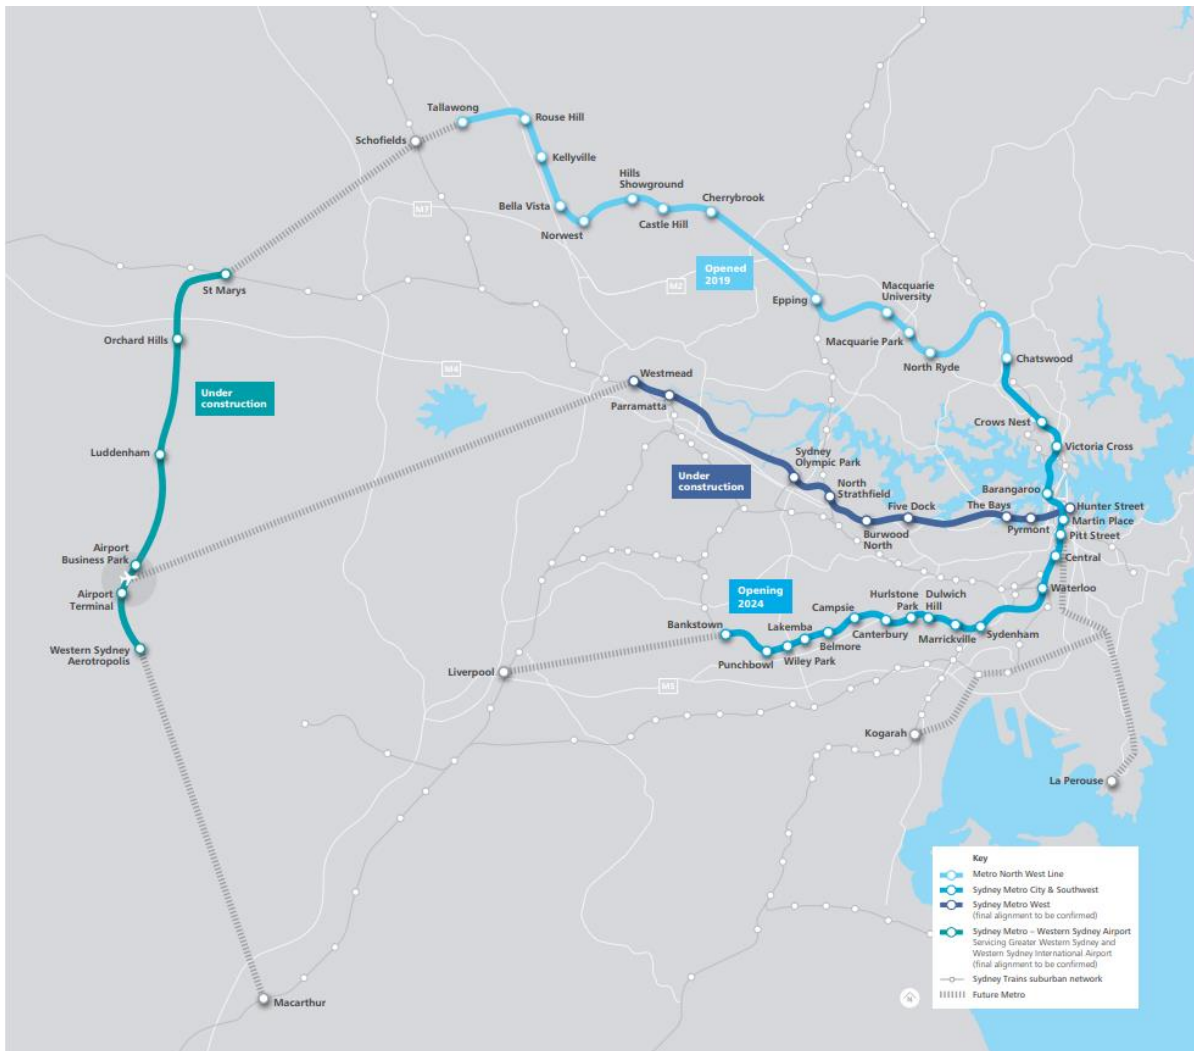 Tallawong
Rouse Hill
Schofields
Kellyville
Hills
Showground
Cherrybrook
Bella Vista
Norwest
Castle Hill
M7
Opened
2019
M2
St Marys
Epping
Macquarie
University
Macquarie Park
North Ryde
Chatswood
Orchard Hills
Under
construction
M4
Westmead
Parramatta
Crows Nest
Victoria Cross
Luddenham
Sydney
Olympic Park
Under
construction
North
Strathfield
Barangaroo
Five Dock
The Bays
Hunter Street
Martin Place
Burwood
North
Pyrmont
Pitt Street
Airport
Business Park
Central
Airport
Terminal
Opening
2024
Waterloo
Campsie
Hurlstone
Park
Dulwich
Hill
Bankstown
Lakemba
Canterbury
Marrickville
Sydenham
Belmore
Punchbowl
Wiley Park
Western Sydney
Aerotropolis
Liverpool
M5
Kogarah
La Perouse
Macarthur
Key
Metro North West Line
Sydney Metro City & Southwest
Sydney Metro West
(final alignment to be confirmed)
Sydney Metro – Western Sydney Airport
Servicing Greater Western Sydney and
Western Sydney International Airport
(final alignment to be confirmed)
Sydney Trains suburban network
Future Metro
N